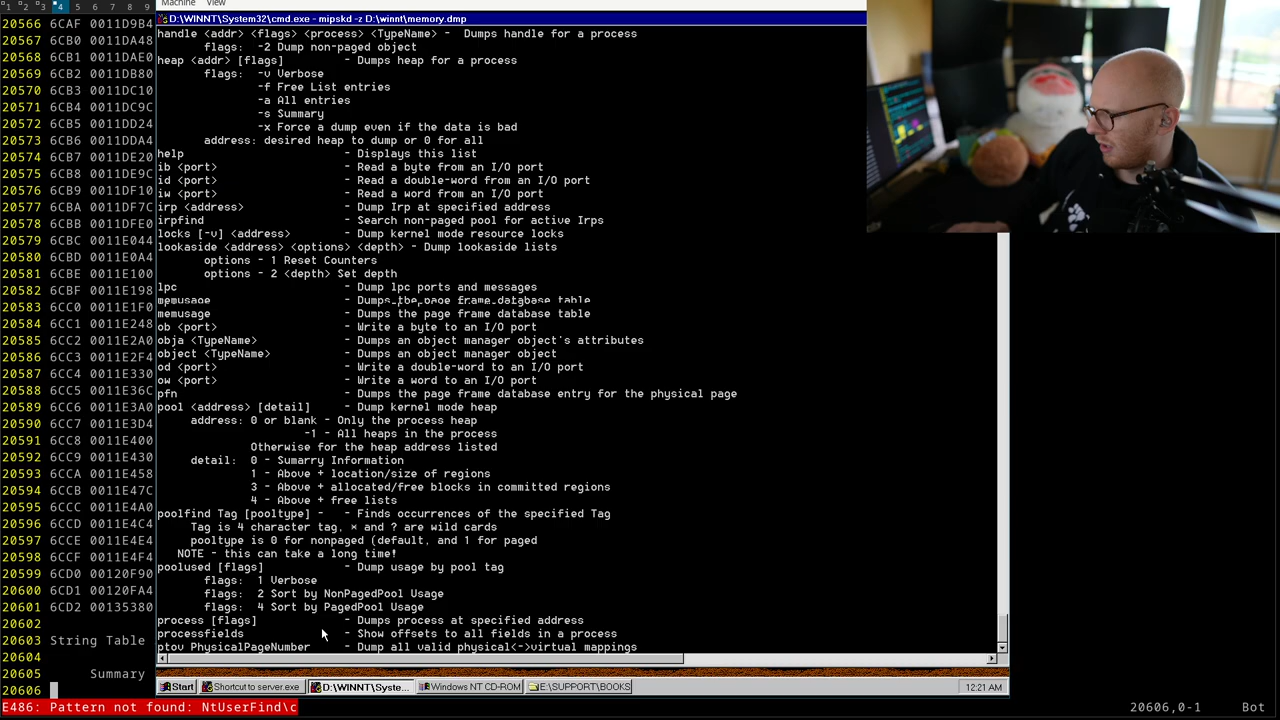 Machine View
D:\WINNT\System32\cmd.exe - mipskd -z D:\winnt\memory.dmp
20566 6CAF 0011D9B4
20567 6CB0 0011DA48
20568 6CB1 0011DAE0
20569 6CB2 0011DB80
20570 6CB3 0011DC10
20571 6CB4 0011DC9C
20572 6CB5 0011DD24
20573 6CB6 0011DDA4
20574 6CB7 0011DE20
20575 6CB8 0011DE9C
20576 6CB9 0011DF10
20577 6CBA 0011DF7C
20578 6CBB 0011DFE0
20579 6CBC 0011E044
20580 6CBD 0011E0A4
20581 6CBE 0011E100
20582 6CBF 0011E198
20583 6CC0 0011E1F0
20584 6CC1 0011E248
20585 6CC2 0011E2A0
20586 6CC3 0011E2F4
20587 6CC4 0011E330
20588 6CC5 0011E36C
20589 6CC6 0011E3A0
20590 6CC7 0011E3D4
20591 6CC8 0011E400
20592 6CC9 0011E430
20593 6CCA 0011E458
20594 6CCB 0011E47C
20595 6CCC 0011E4A0
20596 6CCD 0011E4C4
20597 6CCE 0011E4E4
20598 6CCF 0011E4F4
20599 6CD0 00120F90
20600 6CD1 00120FA4
20601 6CD2 00135380
20602
20603 String Table
20604
20605 Summary
20606
handle <addr> <flags> <process> <TypeName> - Dumps handle for a process
flags: -2 Dump non-paged object
heap <addr> [flags] - Dumps heap for a process
flags: -v Verbose
-f Free List entries
-a All entries
-s Summary
-x Force a dump even if the data is bad
address: desired heap to dump or 0 for all
help - Displays this list
ib <port> - Read a byte from an I/O port
id <port> - Read a double-word from an I/O port
iw <port> - Read a word from an I/O port
irp <address> - Dump Irp at specified address
irpfind - Search non-paged pool for active Irps
locks [-v] <address> - Dump kernel mode resource locks
lookaside <address> <options> <depth> - Dump lookaside lists
options - 1 Reset Counters
options - 2 <depth> Set depth
lpc - Dump lpc ports and messages
memusage - Dumps the page frame database table
memusage - Dumps the page frame database table
ob <port> - Write a byte to an I/O port
obja <TypeName> - Dumps an object manager object's attributes
object <TypeName> - Dumps an object manager object
od <port> - Write a double-word to an I/O port
ow <port> - Write a word to an I/O port
pfn - Dumps the page frame database entry for the physical page
pool <address> [detail] - Dump kernel mode heap
address: 0 or blank - Only the process heap
-1 - All heaps in the process
Otherwise for the heap address listed
detail: 0 - Sumarry Information
1 - Above + location/size of regions
3 - Above + allocated/free blocks in committed regions
4 - Above + free lists
poolfind Tag [pooltype] - - Finds occurrences of the specified Tag
Tag is 4 character tag, * and ? are wild cards
pooltype is 0 for nonpaged (default, and 1 for paged
NOTE - this can take a long time!
poolused [flags] - Dump usage by pool tag
flags: 1 Verbose
flags: 2 Sort by NonPagedPool Usage
flags: 4 Sort by PagedPool Usage
process [flags] - Dumps process at specified address
processfields - Show offsets to all fields in a process
ptov PhysicalPageNumber - Dump all valid physical<->virtual mappings
Start Shortcut to server.exe D:\WINNT\Syste... Windows NT CD-ROM E:\SUPPORT\BOOKS 12:21 AM
E486: Pattern not found: NtUserFind\c 20606,0-1 Bot